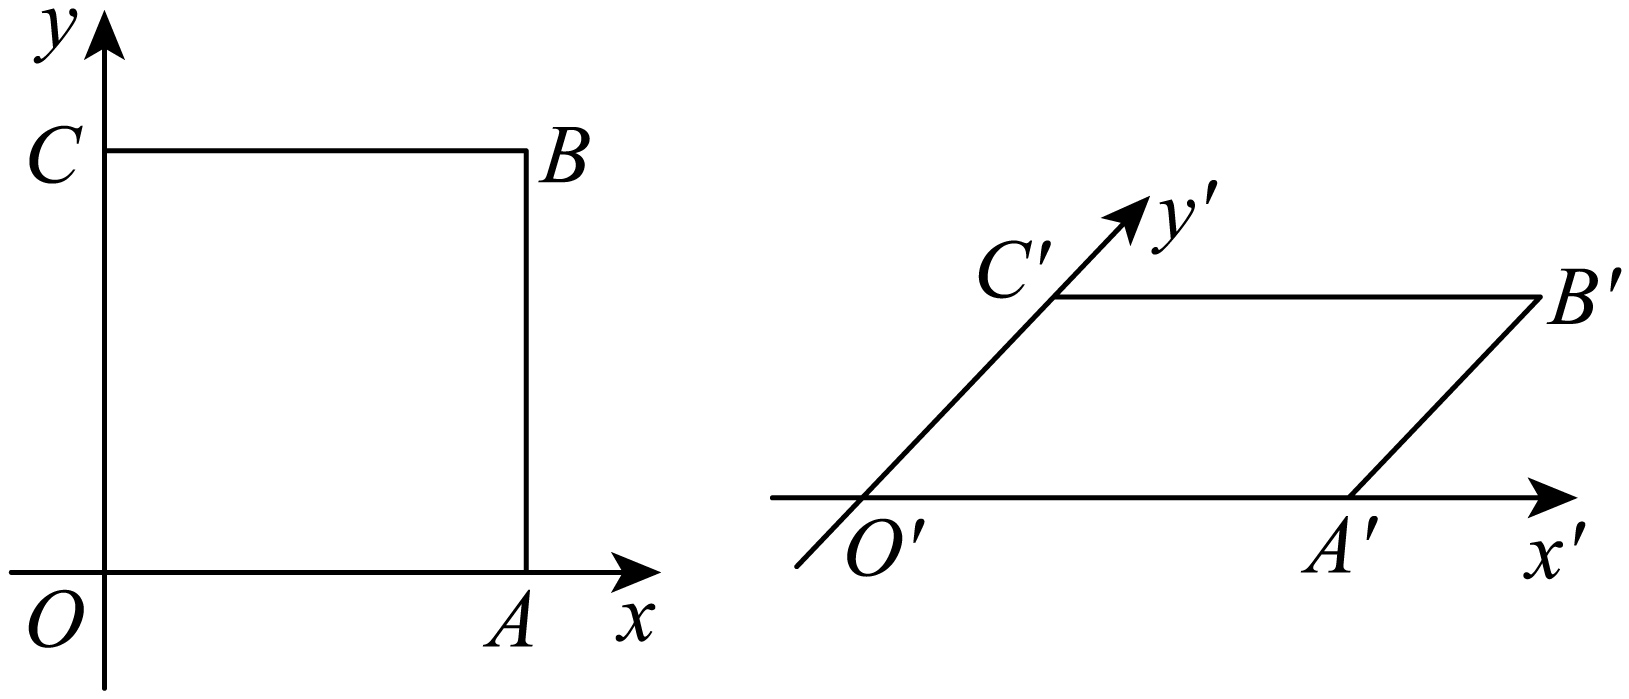 y
C B
O A x
y′
C′ B′
O′ A′ x′